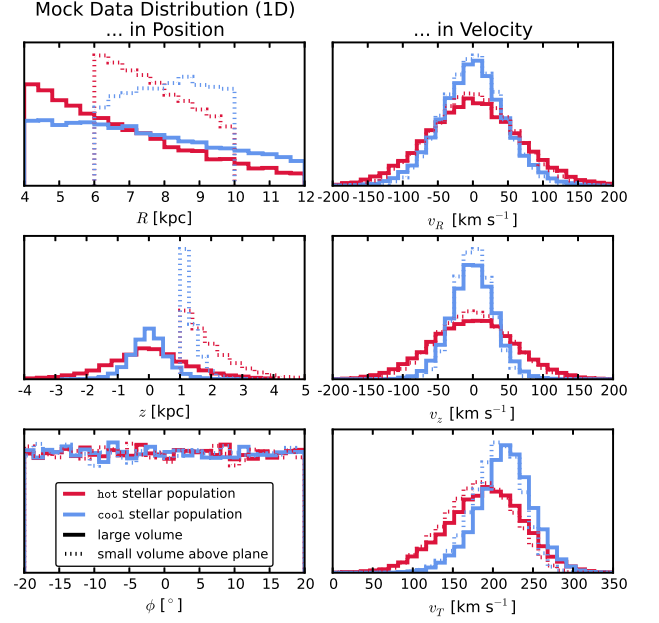 Mock Data Distribution (1D)
... in Position
... in Velocity
4 5 6 7 8 9 10 11 12
R [kpc]
-200 -150 -100 -50 0 50 100 150 200
v_R [km s⁻¹]
-4 -3 -2 -1 0 1 2 3 4 5
z [kpc]
-200 -150 -100 -50 0 50 100 150 200
v_z [km s⁻¹]
hot stellar population
cool stellar population
large volume
small volume above plane
-20 -15 -10 -5 0 5 10 15 20
ϕ [°]
0 50 100 150 200 250 300 350
v_T [km s⁻¹]